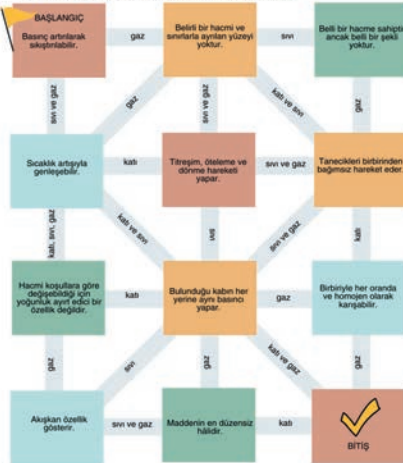 BAŞLANGIÇ
Basınç artırılarak
sıkıştırılabilir.
gaz
Belirli bir hacmi ve
sınırlarla ayrılan yüzeyi
yoktur.
sıvı
Belli bir hacme sahiptir
ancak belli bir şekli
yoktur.
sıvı ve gaz
gaz
sıvı ve gaz
katı ve sıvı
gaz
Sıcaklık artışıyla
genleşebilir.
katı
Titreşim, öteleme ve
dönme hareketi
yapar.
sıvı ve gaz
Tanecikleri birbirinden
bağımsız hareket eder.
katı, sıvı, gaz
katı ve sıvı
sıvı
sıvı ve gaz
katı
Hacmi koşullara göre
değişebildiği için
yoğunluk ayırt edici bir
özellik değildir.
katı
Bulunduğu kabın her
yerine aynı basıncı
yapar.
gaz
Birbiriyle her oranda
ve homojen olarak
karışabilir.
gaz
sıvı
gaz
katı ve gaz
gaz
Akışkan özellik
gösterir.
sıvı ve gaz
Maddenin en düzensiz
hâlidir.
katı
BİTİŞ